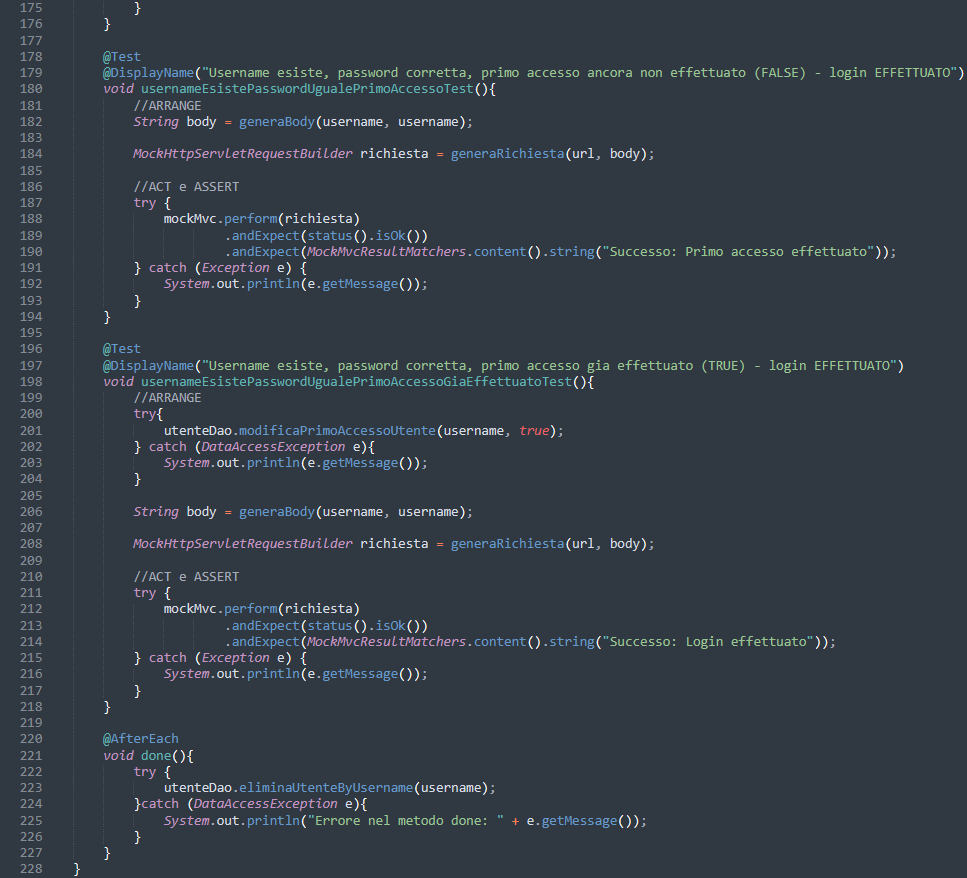 175 }
176 }
177
178 @Test
179 @DisplayName("Username esiste, password corretta, primo accesso ancora non effettuato (FALSE) - login EFFETTUATO")
180 void usernameEsistePasswordUgualePrimoAccessoTest(){
181 //ARRANGE
182 String body = generaBody(username, username);
183
184 MockHttpServletRequestBuilder richiesta = generaRichiesta(url, body);
185
186 //ACT e ASSERT
187 try {
188 mockMvc.perform(richiesta)
189 .andExpect(status().isOk())
190 .andExpect(MockMvcResultMatchers.content().string("Successo: Primo accesso effettuato"));
191 } catch (Exception e) {
192 System.out.println(e.getMessage());
193 }
194 }
195
196 @Test
197 @DisplayName("Username esiste, password corretta, primo accesso gia effettuato (TRUE) - login EFFETTUATO")
198 void usernameEsistePasswordUgualePrimoAccessoGiaEffettuatoTest(){
199 //ARRANGE
200 try{
201 utenteDao.modificaPrimoAccessoUtente(username, true);
202 } catch (DataAccessException e){
203 System.out.println(e.getMessage());
204 }
205
206 String body = generaBody(username, username);
207
208 MockHttpServletRequestBuilder richiesta = generaRichiesta(url, body);
209
210 //ACT e ASSERT
211 try {
212 mockMvc.perform(richiesta)
213 .andExpect(status().isOk())
214 .andExpect(MockMvcResultMatchers.content().string("Successo: Login effettuato"));
215 } catch (Exception e) {
216 System.out.println(e.getMessage());
217 }
218 }
219
220 @AfterEach
221 void done(){
222 try {
223 utenteDao.eliminaUtenteByUsername(username);
224 }catch (DataAccessException e){
225 System.out.println("Errore nel metodo done: " + e.getMessage());
226 }
227 }
228 }